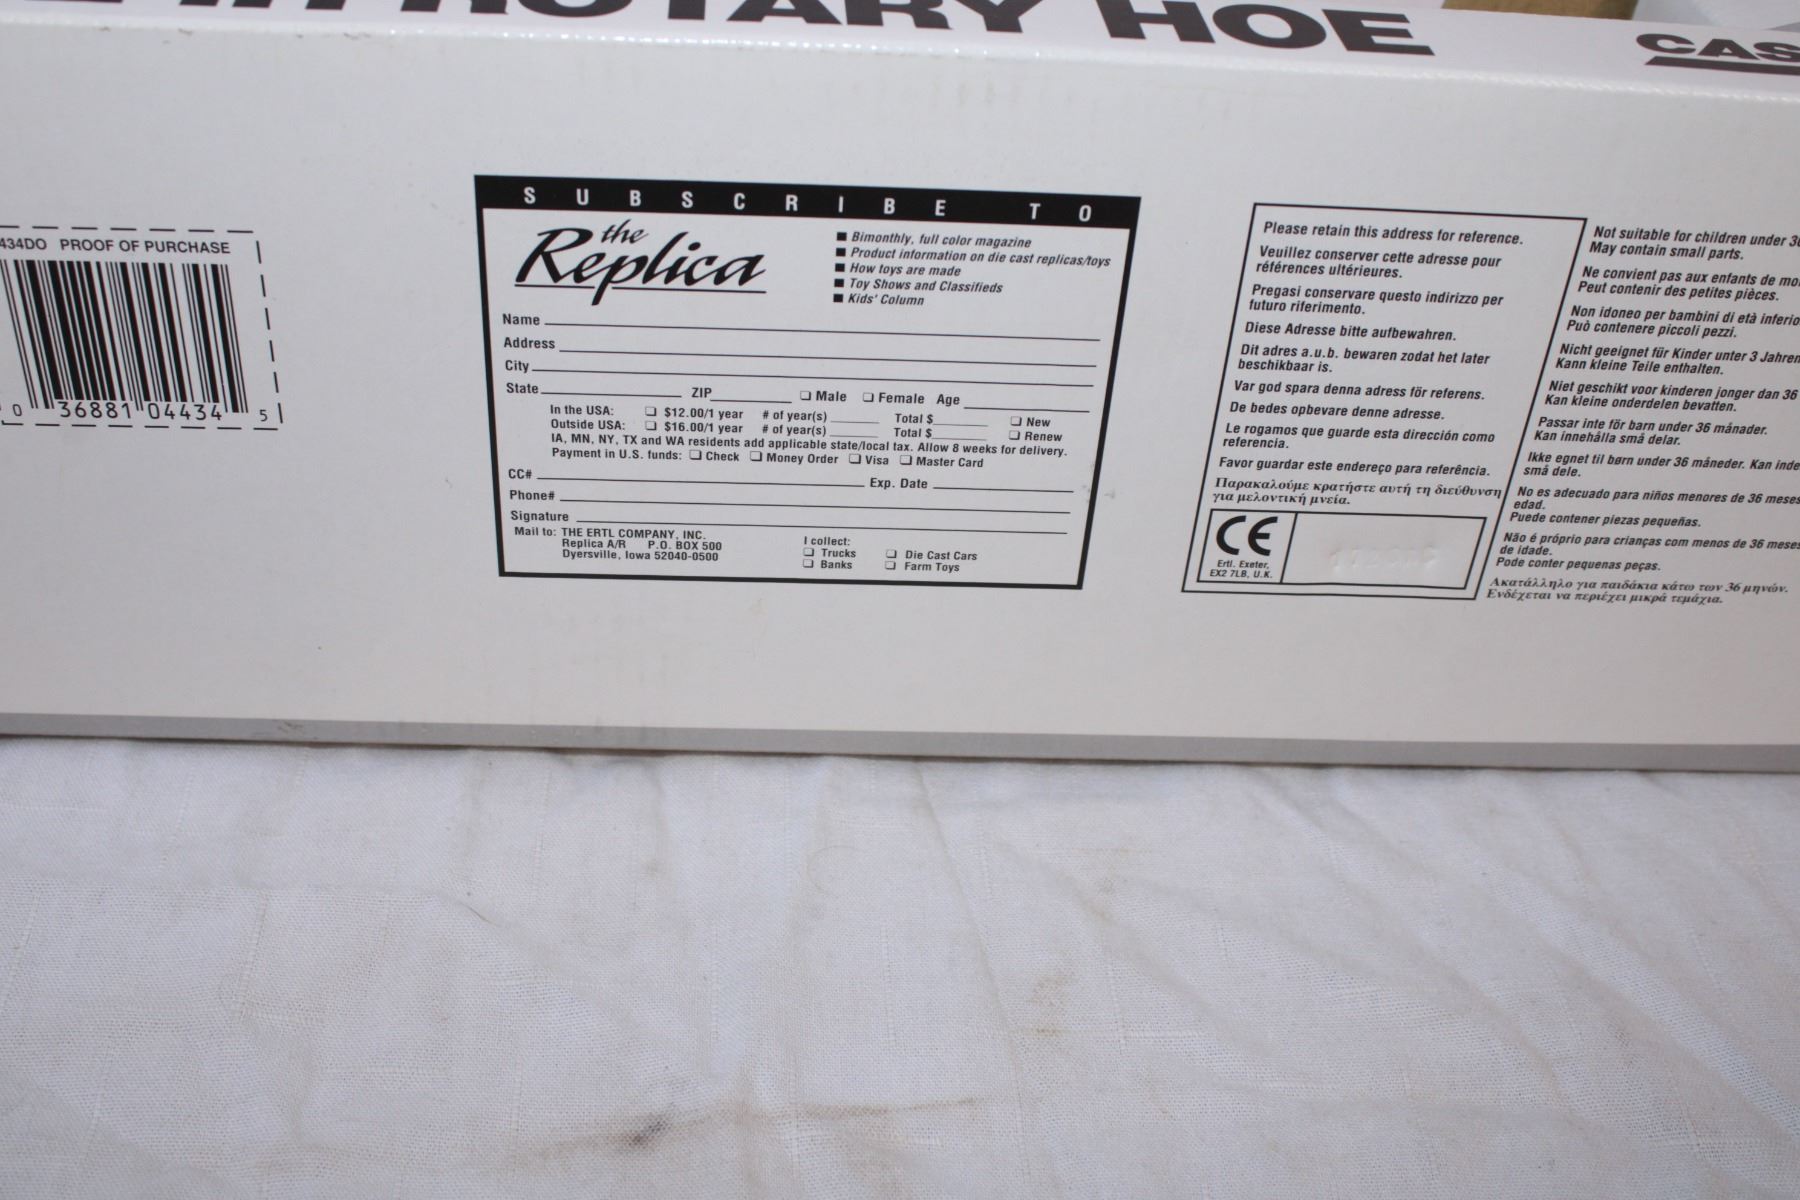 ROTARY HOE
434DO PROOF OF PURCHASE
0 36881 04434 5
SUBSCRIBE TO
the
Replica
■ Bimonthly, full color magazine
■ Product information on die cast replicas/toys
■ How toys are made
■ Toy Shows and Classifieds
■ Kids' Column
Name
Address
City
State ZIP ❏ Male ❏ Female Age
In the USA: ❏ $12.00/1 year # of year(s) Total $ ❏ New
Outside USA: ❏ $16.00/1 year # of year(s) Total $ ❏ Renew
IA, MN, NY, TX and WA residents add applicable state/local tax. Allow 8 weeks for delivery.
Payment in U.S. funds: ❏ Check ❏ Money Order ❏ Visa ❏ Master Card
CC# Exp. Date
Phone#
Signature
Mail to: THE ERTL COMPANY, INC.
Replica A/R P.O. BOX 500
Dyersville, Iowa 52040-0500
I collect:
❏ Trucks ❏ Die Cast Cars
❏ Banks ❏ Farm Toys
Please retain this address for reference.
Veuillez conserver cette adresse pour
références ultérieures.
Pregasi conservare questo indirizzo per
futuro riferimento.
Diese Adresse bitte aufbewahren.
Dit adres a.u.b. bewaren zodat het later
beschikbaar is.
Var god spara denna adress för referens.
De bedes opbevare denne adresse.
Le rogamos que guarde esta dirección como
referencia.
Favor guardar este endereço para referência.
Παρακαλούμε κρατήστε αυτή τη διεύθυνση
για μελοντική μνεία.
CE
Ertl. Exeter,
EX2 7LB, U.K.
Not suitable for children under
May contain small parts.
Ne convient pas aux enfants de
Peut contenir des petites pièces.
Non idoneo per bambini di età
Può contenere piccoli pezzi.
Nicht geeignet für Kinder unter 3 Jahren
Kann kleine Teile enthalten.
Niet geschikt voor kinderen jonger dan 36
Kan kleine onderdelen bevatten.
Passar inte för barn under 36 månader.
Kan innehålla små delar.
Ikke egnet til børn under 36 måneder. Kan
små dele.
No es adecuado para niños menores de 36 meses
edad.
Puede contener piezas pequeñas.
Não é próprio para crianças com menos de 36 meses
de idade.
Pode conter pequenas peças.
Ακατάλληλο για παιδάκια κάτω των 36 μηνών.
Ενδέχεται να περιέχει μικρά τεμάχια.